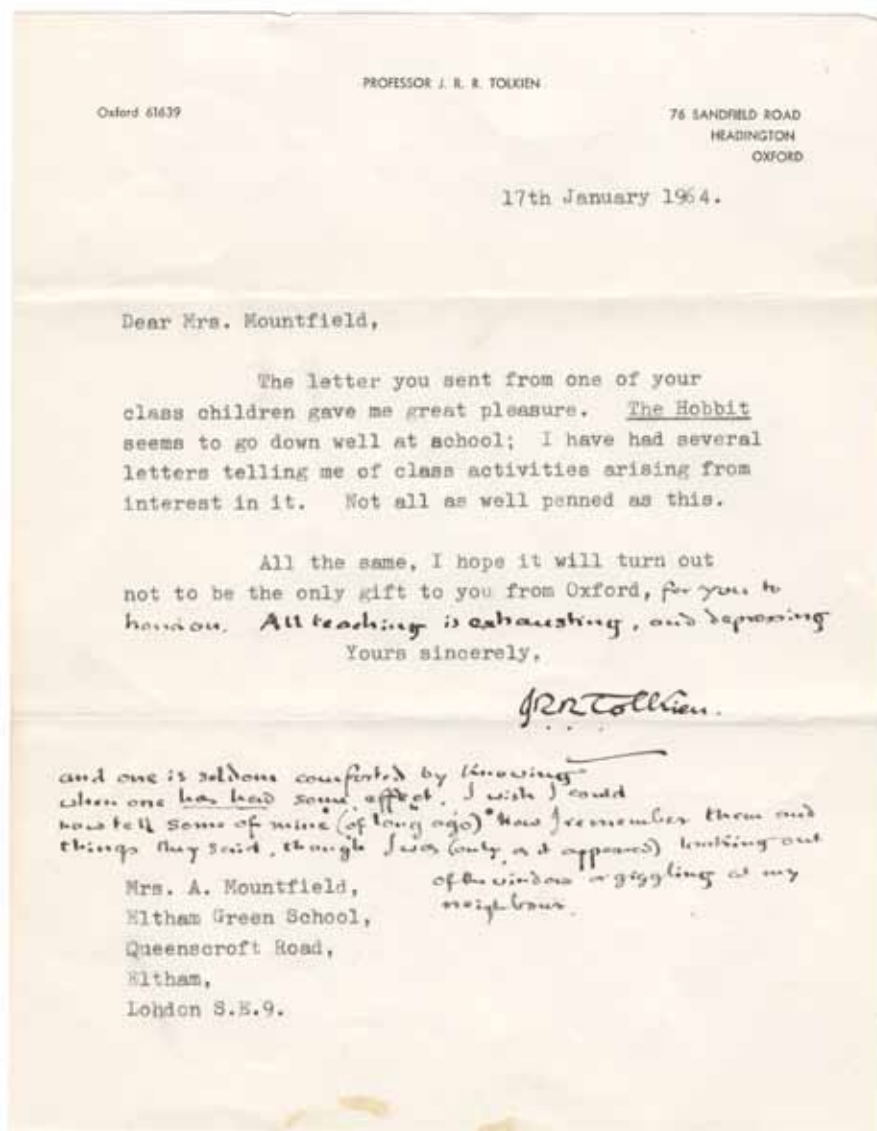 PROFESSOR J. R. R. TOLKIEN
Oxford 61639
76 SANDFIELD ROAD
HEADINGTON
OXFORD
17th January 1964.
Dear Mrs. Mountfield,
The letter you sent from one of your
class children gave me great pleasure. The Hobbit
seems to go down well at school; I have had several
letters telling me of class activities arising from
interest in it. Not all as well penned as this.
All the same, I hope it will turn out
not to be the only gift to you from Oxford, for you to
hand on. All teaching is exhausting, and depressing
Yours sincerely,
JRRTolkien.
and one is seldom comforted by knowing
when one has had some effect. I wish I could
now tell some of mine (of long ago) how I remember them and
things they said, though I was (only, as it appeared) looking out
of the window or giggling at my
neighbour.
Mrs. A. Mountfield,
Eltham Green School,
Queenscroft Road,
Eltham,
London S.E.9.